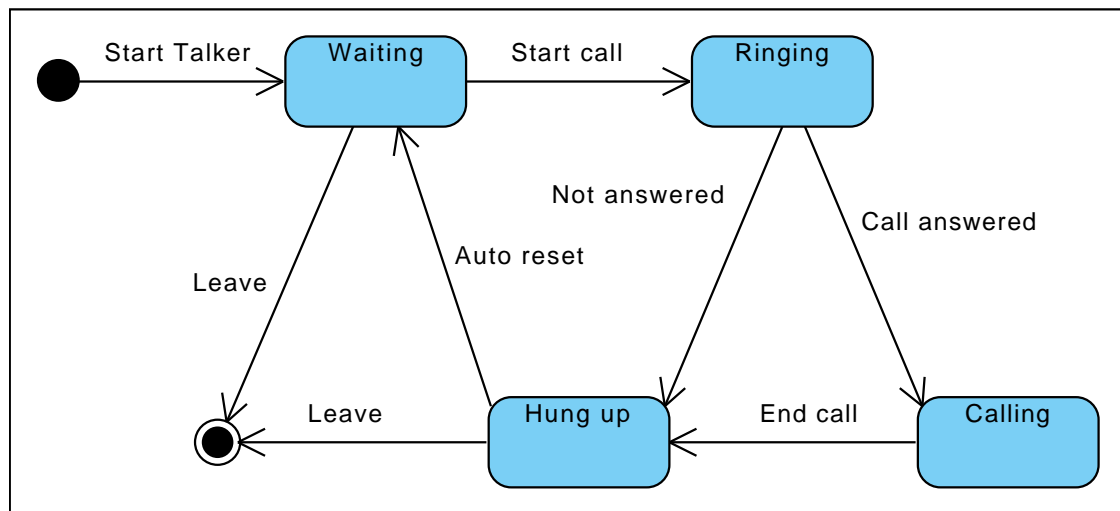 Start Talker
Waiting
Start call
Ringing
Not answered
Call answered
Auto reset
Leave
Leave
Hung up
End call
Calling